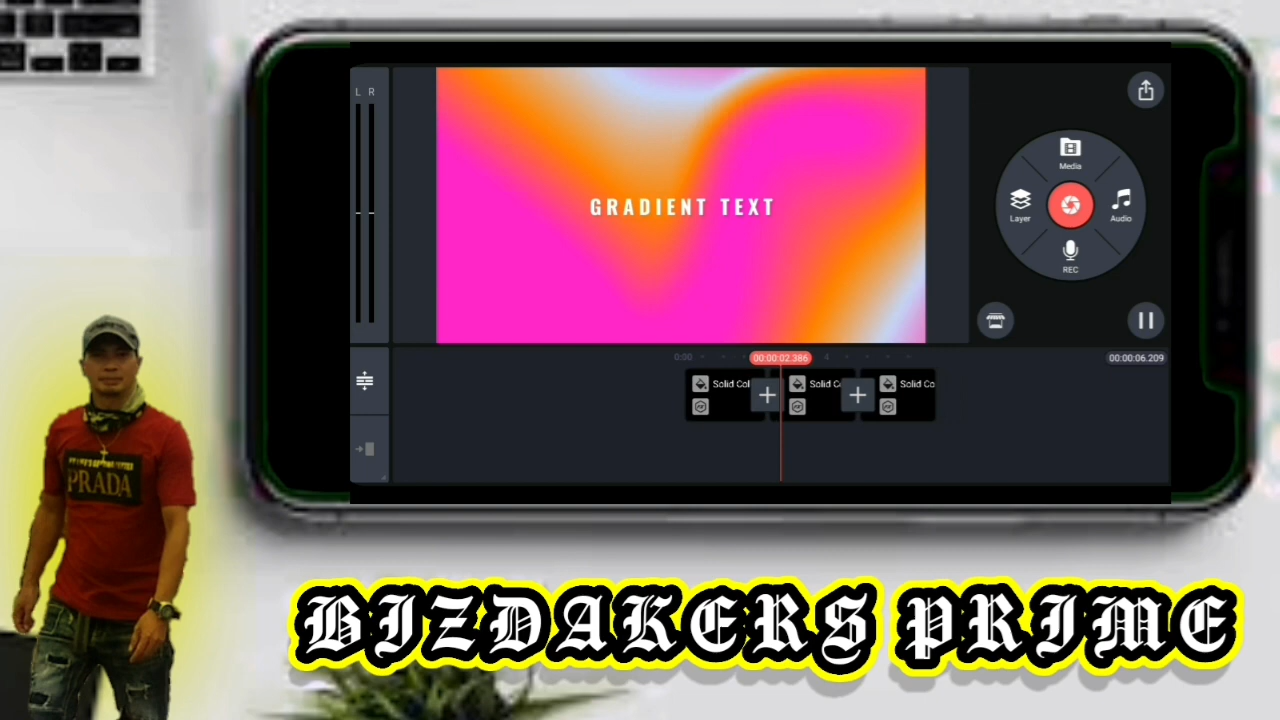 L R
GRADIENT TEXT
Media
Layer
Audio
REC
0:00
00:00:02.386
4
00:00:06.209
Solid Col
Solid C
Solid Co
PRADA
BIZDAKERS PRIME